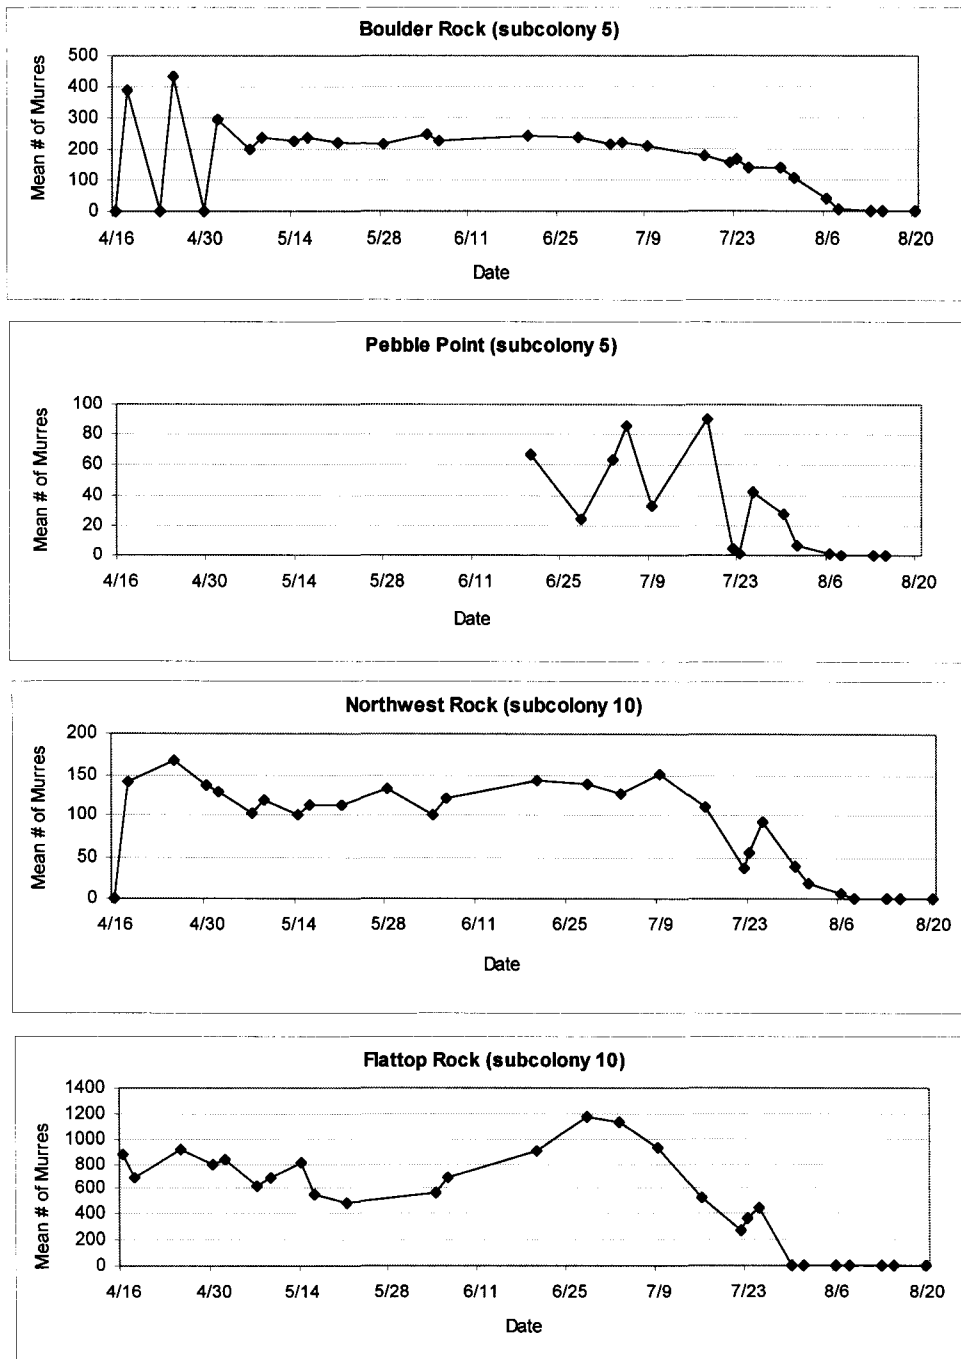 Boulder Rock (subcolony 5)
Mean # of Murres
500
400
300
200
100
0
4/16 4/30 5/14 5/28 6/11 6/25 7/9 7/23 8/6 8/20
Date
Pebble Point (subcolony 5)
Mean # of Murres
100
80
60
40
20
0
4/16 4/30 5/14 5/28 6/11 6/25 7/9 7/23 8/6 8/20
Date
Northwest Rock (subcolony 10)
Mean # of Murres
200
150
100
50
0
4/16 4/30 5/14 5/28 6/11 6/25 7/9 7/23 8/6 8/20
Date
Flattop Rock (subcolony 10)
Mean # of Murres
1400
1200
1000
800
600
400
200
0
4/16 4/30 5/14 5/28 6/11 6/25 7/9 7/23 8/6 8/20
Date